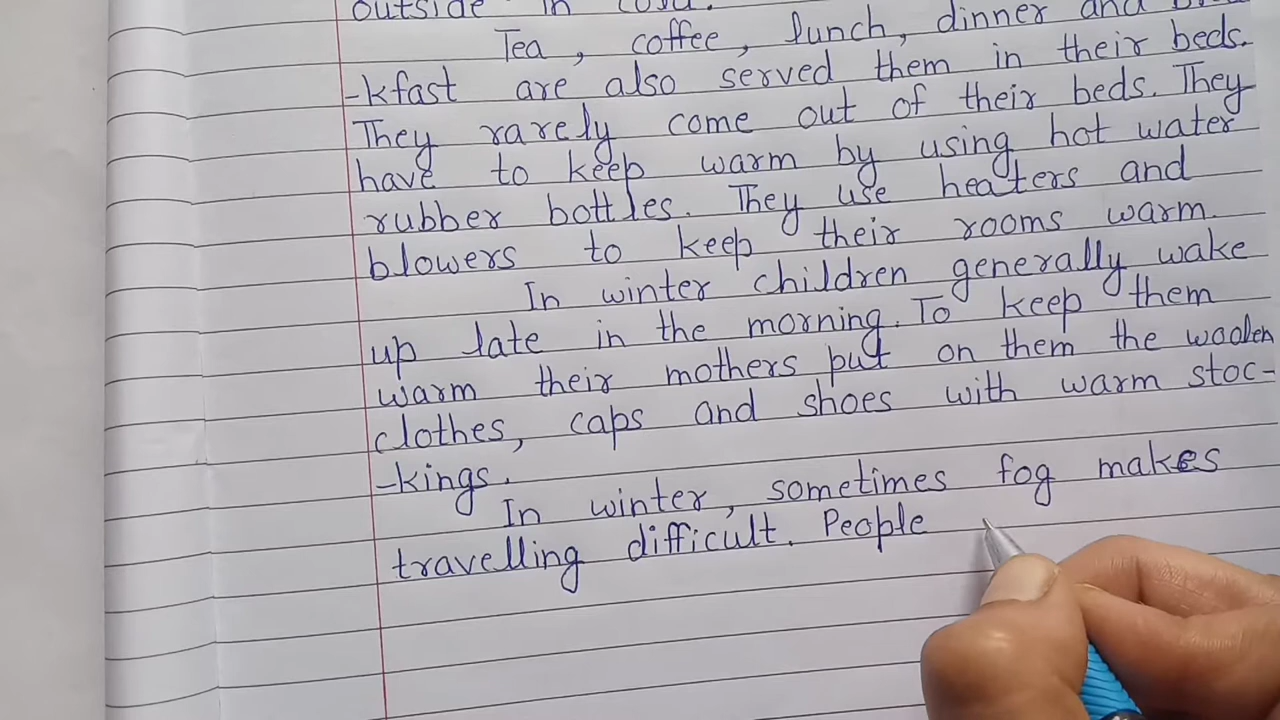 outside in cold.
Tea, coffee, lunch, dinner and
-kfast are also served them in their beds.
They rarely come out of their beds. They
have to keep warm by using hot water
rubber bottles. They use heaters and
blowers to keep their rooms warm.
In winter children generally wake
up late in the morning. To keep them
warm their mothers put on them the woolen
clothes, caps and shoes with warm stoc-
-kings.
In winter, sometimes fog makes
travelling difficult. People